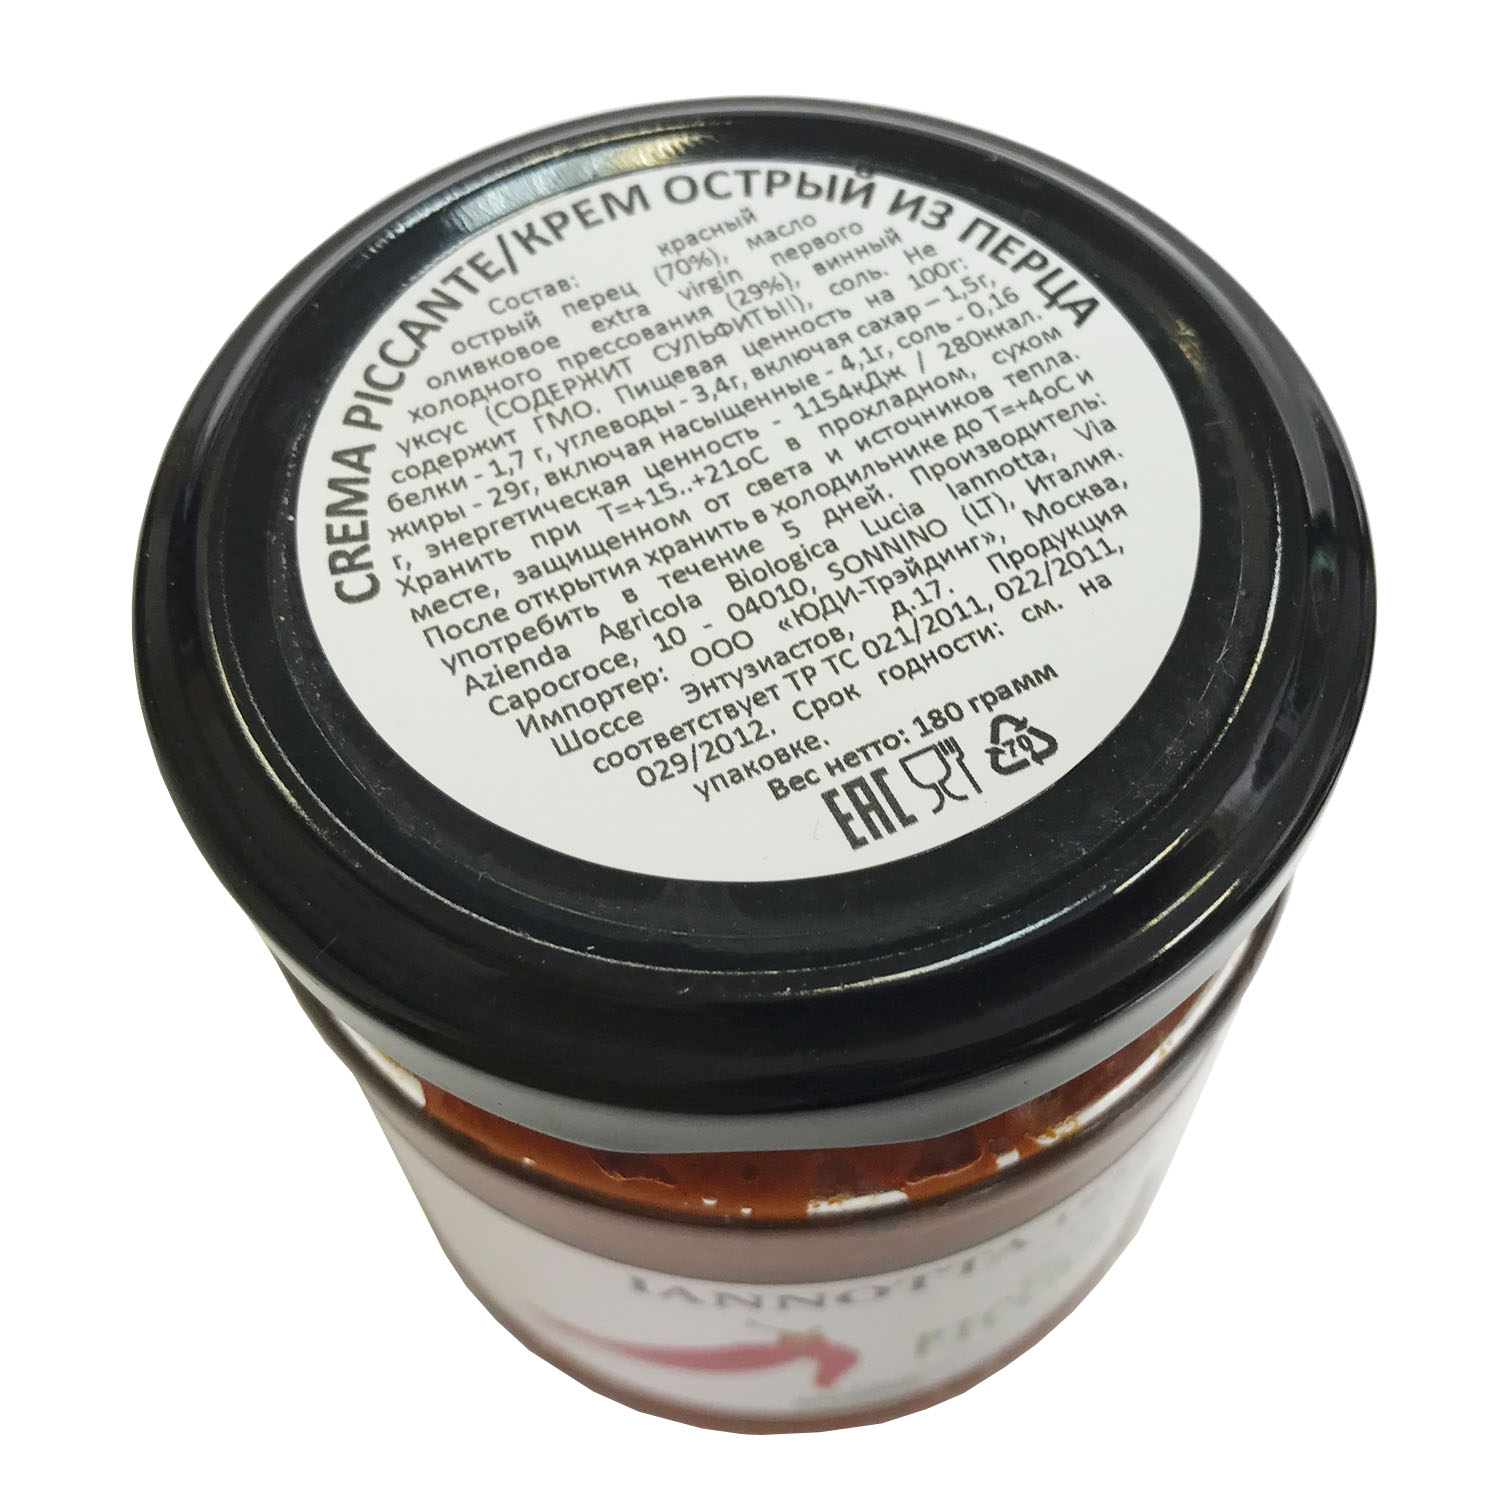 CREMA PICCANTE/КРЕМ ОСТРЫЙ ИЗ ПЕРЦА
Состав: красный
острый перец (70%), масло
оливковое extra virgin первого
холодного прессования (29%), винный
уксус (СОДЕРЖИТ СУЛЬФИТЫ!), соль. Не
содержит ГМО. Пищевая ценность на 100г:
белки - 1,7 г, углеводы - 3,4г, включая сахар – 1,5г,
жиры - 29г, включая насыщенные - 4,1г, соль - 0,16
г, энергетическая ценность - 1154кДж / 280ккал.
Хранить при T=+15..+21oC в прохладном, сухом
месте, защищенном от света и источников тепла.
После открытия хранить в холодильнике до T=+4oC и
употребить в течение 5 дней. Производитель:
Azienda Agricola Biologica Lucia Iannotta, Via
Capocroce, 10 - 04010, SONNINO (LT), Италия.
Импортер: ООО «ЮДИ-Трэйдинг», Москва,
Шоссе Энтузиастов, д.17. Продукция
соответствует ТР ТС 021/2011, 022/2011,
029/2012. Срок годности: см. на
упаковке.
Вес нетто: 180 грамм
EAC
70
IANNOTTA